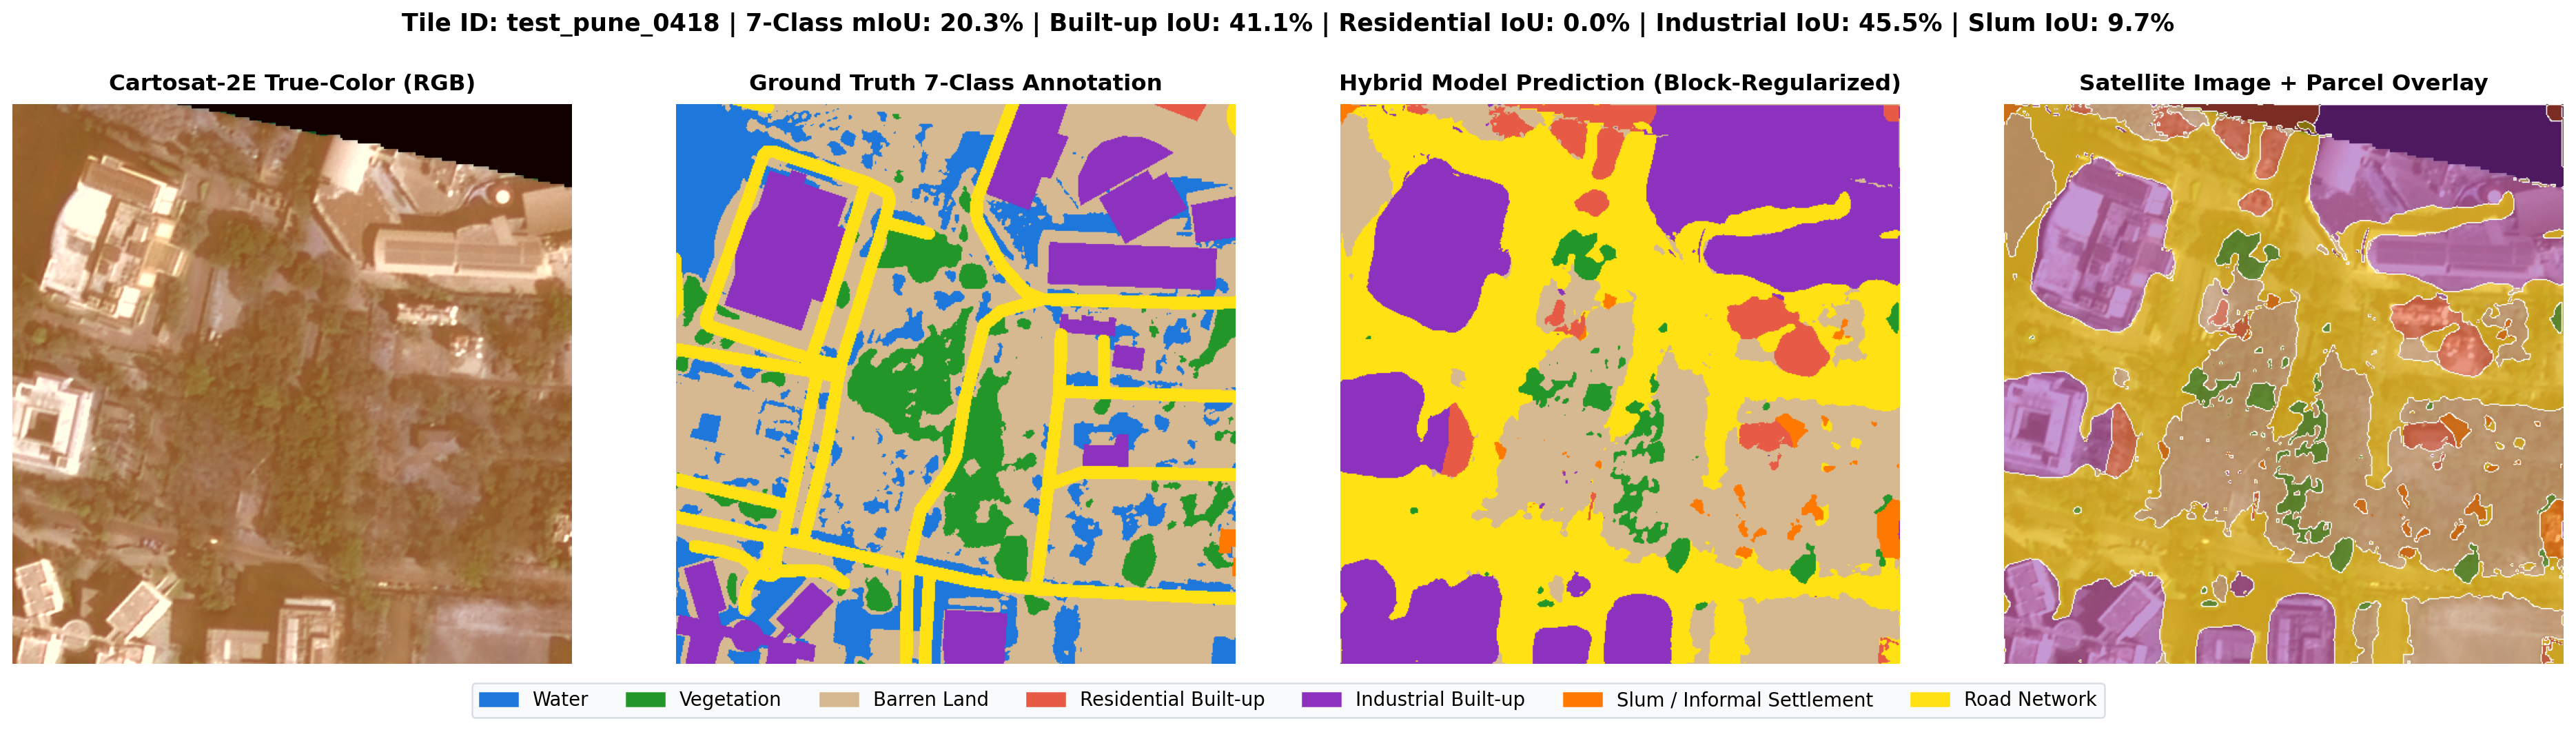 Tile ID: test_pune_0418 | 7-Class mIoU: 20.3% | Built-up IoU: 41.1% | Residential IoU: 0.0% | Industrial IoU: 45.5% | Slum IoU: 9.7%
Cartosat-2E True-Color (RGB)
Ground Truth 7-Class Annotation
Hybrid Model Prediction (Block-Regularized)
Satellite Image + Parcel Overlay
Water
Vegetation
Barren Land
Residential Built-up
Industrial Built-up
Slum / Informal Settlement
Road Network